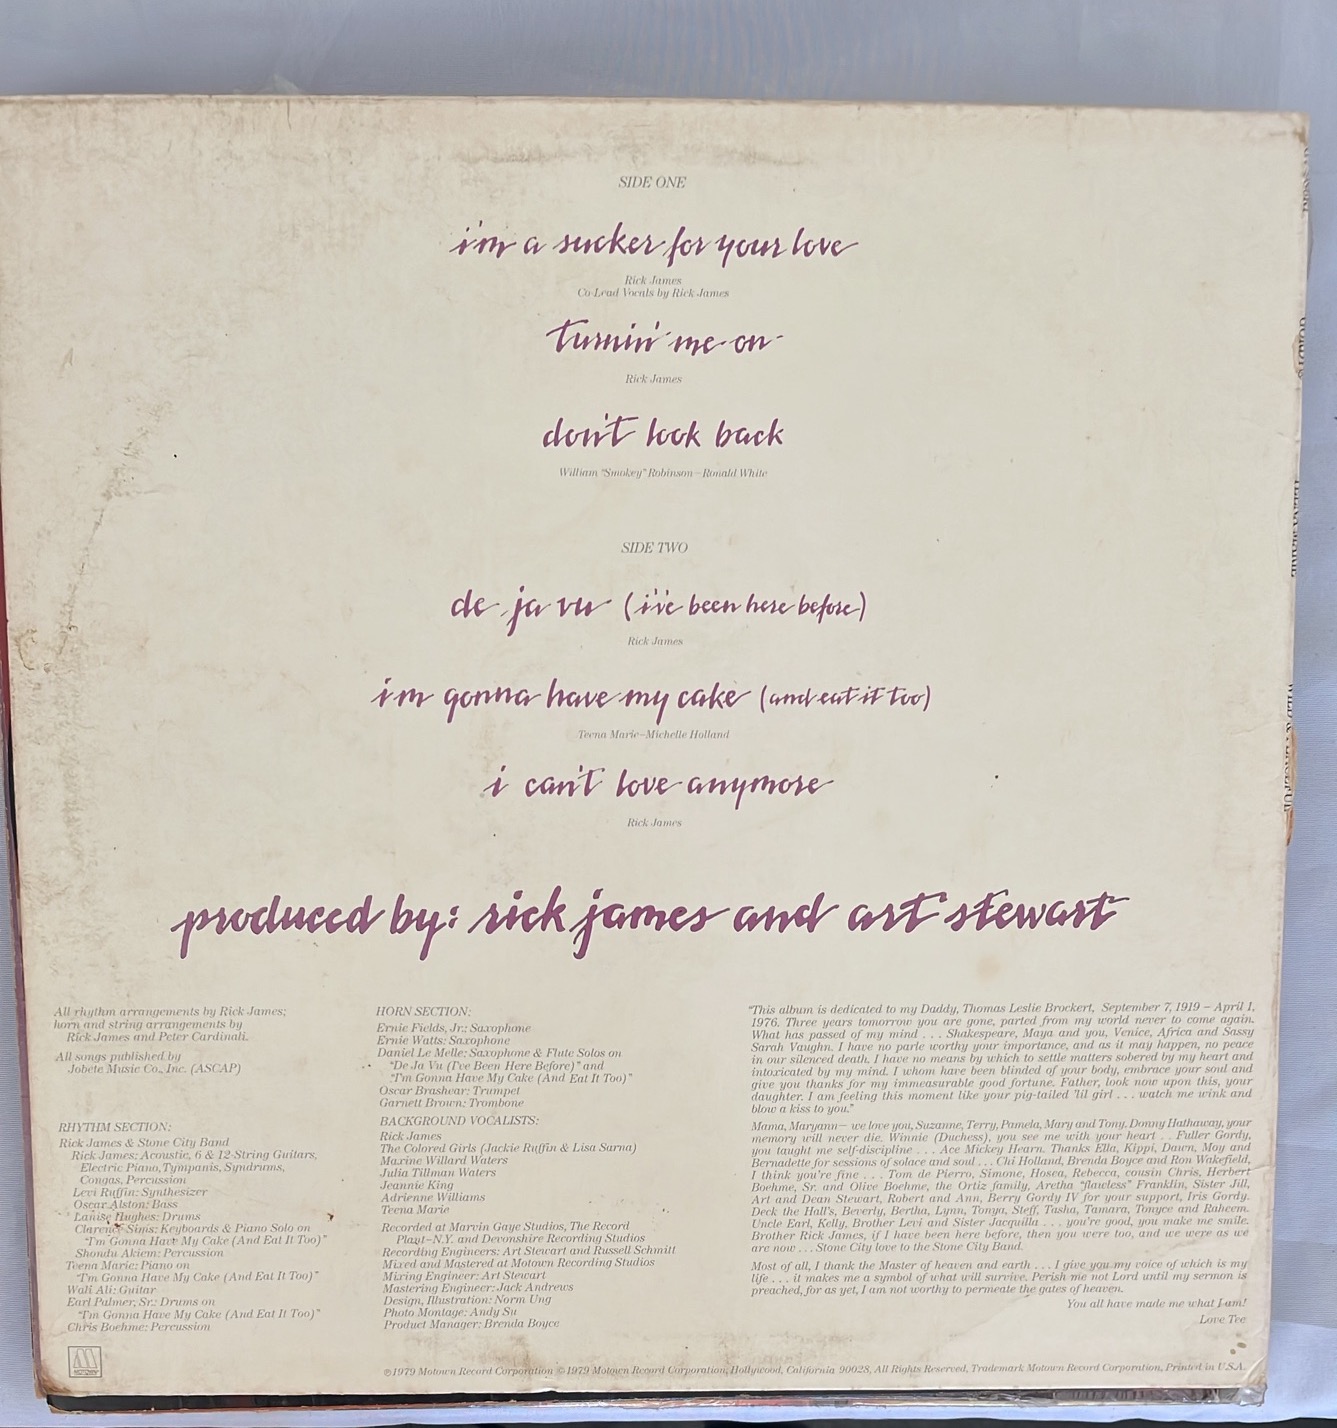 SIDE ONE
i'm a sucker for your love
Rick James
Co-Lead Vocals by Rick James
turnin' me on
Rick James
don't look back
William "Smokey" Robinson–Ronald White
SIDE TWO
de ja vu (i've been here before)
Rick James
i'm gonna have my cake (and eat it too)
Teena Marie–Michelle Holland
i can't love anymore
Rick James
produced by: rick james and art stewart
All rhythm arrangements by Rick James;
horn and string arrangements by
Rick James and Peter Cardinali.
All songs published by
Jobete Music Co., Inc. (ASCAP)
RHYTHM SECTION:
Rick James & Stone City Band
Rick James: Acoustic, 6 & 12-String Guitars,
Electric Piano, Tympanis, Syndrums,
Congas, Percussion
Levi Ruffin: Synthesizer
Oscar Alston: Bass
Lanise Hughes: Drums
Clarence Sims: Keyboards & Piano Solo on
"I'm Gonna Have My Cake (And Eat It Too)"
Shondu Akiem: Percussion
Teena Marie: Piano on
"I'm Gonna Have My Cake (And Eat It Too)"
Wali Ali: Guitar
Earl Palmer, Sr.: Drums on
"I'm Gonna Have My Cake (And Eat It Too)"
Chris Boehme: Percussion
HORN SECTION:
Ernie Fields, Jr.: Saxophone
Ernie Watts: Saxophone
Daniel Le Melle: Saxophone & Flute Solos on
"De Ja Vu (I've Been Here Before)" and
"I'm Gonna Have My Cake (And Eat It Too)"
Oscar Brashear: Trumpet
Garnett Brown: Trombone
BACKGROUND VOCALISTS:
Rick James
The Colored Girls (Jackie Ruffin & Lisa Sarna)
Maxine Willard Waters
Julia Tillman Waters
Jeannie King
Adrienne Williams
Teena Marie
Recorded at Marvin Gaye Studios, The Record
Plant–N.Y. and Devonshire Recording Studios
Recording Engineers: Art Stewart and Russell Schmitt
Mixed and Mastered at Motown Recording Studios
Mixing Engineer: Art Stewart
Mastering Engineer: Jack Andrews
Design, Illustration: Norm Ung
Photo Montage: Andy Su
Product Manager: Brenda Boyce
"This album is dedicated to my Daddy, Thomas Leslie Brockert, September 7, 1919 – April 1,
1976. Three years tomorrow you are gone, parted from my world never to come again.
What has passed of my mind . . . Shakespeare, Maya and you, Venice, Africa and Sassy
Sarah Vaughn. I have no parle worthy your importance, and as it may happen, no peace
in our silenced death. I have no means by which to settle matters sobered by my heart and
intoxicated by my mind. I whom have been blinded of your body, embrace your soul and
give you thanks for my immeasurable good fortune. Father, look now upon this, your
daughter. I am feeling this moment like your pig-tailed 'lil girl . . . watch me wink and
blow a kiss to you."
Mama, Maryann— we love you, Suzanne, Terry, Pamela, Mary and Tony. Donny Hathaway, your
memory will never die. Winnie (Duchess), you see me with your heart . . Fuller Gordy,
you taught me self-discipline . . . Ace Mickey Hearn. Thanks Ella, Kippi, Dawn, Moy and
Bernadette for sessions of solace and soul . . . Chi Holland, Brenda Boyce and Ron Wakefield,
I think you're fine . . . Tom de Pierro, Simone, Hosea, Rebecca, cousin Chris, Herbert
Boehme, Sr. and Olive Boehme, the Ortiz family, Aretha "flawless" Franklin, Sister Jill,
Art and Dean Stewart, Robert and Ann, Berry Gordy IV for your support, Iris Gordy.
Deck the Hall's, Beverly, Bertha, Lynn, Tonya, Steff, Tasha, Tamara, Tonyce and Raheem.
Uncle Earl, Kelly, Brother Levi and Sister Jacquilla . . . you're good, you make me smile.
Brother Rick James, if I have been here before, then you were too, and we were as we
are now . . . Stone City love to the Stone City Band.
Most of all, I thank the Master of heaven and earth . . . I give you my voice of which is my
life . . . it makes me a symbol of what will survive. Perish me not Lord until my sermon is
preached, for as yet, I am not worthy to permeate the gates of heaven.
You all have made me what I am!
Love Tee
MOTOWN
℗1979 Motown Record Corporation ©1979 Motown Record Corporation, Hollywood, California 90028, All Rights Reserved, Trademark Motown Record Corporation, Printed in U.S.A.